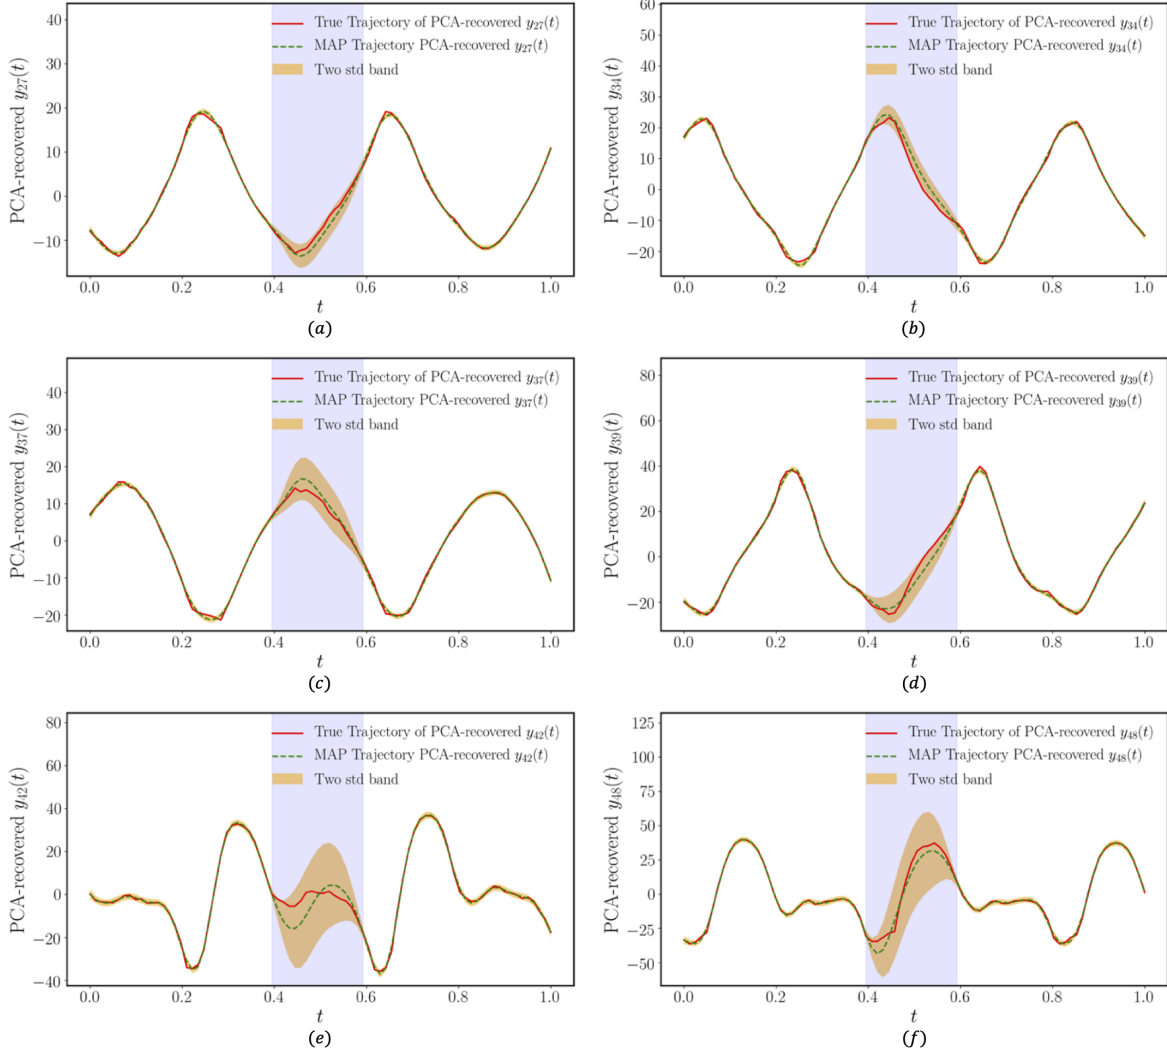 True Trajectory of PCA-recovered y27(t)
MAP Trajectory PCA-recovered y27(t)
Two std band
PCA-recovered y27(t)
40
30
20
10
0
−10
0.0 0.2 0.4 0.6 0.8 1.0
t
(a)
True Trajectory of PCA-recovered y34(t)
MAP Trajectory PCA-recovered y34(t)
Two std band
PCA-recovered y34(t)
60
50
40
30
20
10
0
−10
−20
0.0 0.2 0.4 0.6 0.8 1.0
t
(b)
True Trajectory of PCA-recovered y37(t)
MAP Trajectory PCA-recovered y37(t)
Two std band
PCA-recovered y37(t)
40
30
20
10
0
−10
−20
0.0 0.2 0.4 0.6 0.8 1.0
t
(c)
True Trajectory of PCA-recovered y39(t)
MAP Trajectory PCA-recovered y39(t)
Two std band
PCA-recovered y39(t)
80
60
40
20
0
−20
0.0 0.2 0.4 0.6 0.8 1.0
t
(d)
True Trajectory of PCA-recovered y42(t)
MAP Trajectory PCA-recovered y42(t)
Two std band
PCA-recovered y42(t)
80
60
40
20
0
−20
−40
0.0 0.2 0.4 0.6 0.8 1.0
t
(e)
True Trajectory of PCA-recovered y48(t)
MAP Trajectory PCA-recovered y48(t)
Two std band
PCA-recovered y48(t)
125
100
75
50
25
0
−25
−50
0.0 0.2 0.4 0.6 0.8 1.0
t
(f)